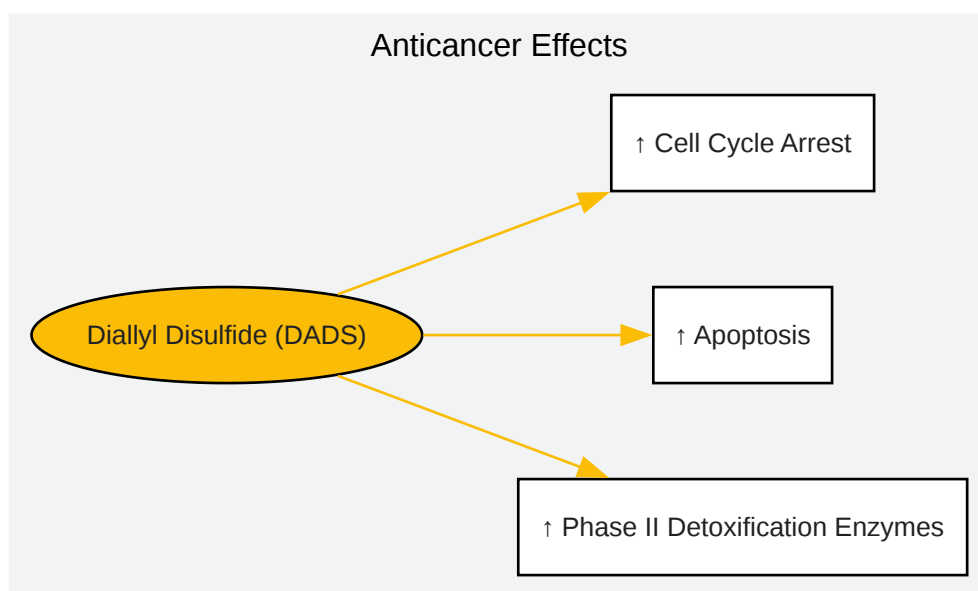 Anticancer Effects
↑ Cell Cycle Arrest
Diallyl Disulfide (DADS)
↑ Apoptosis
↑ Phase II Detoxification Enzymes